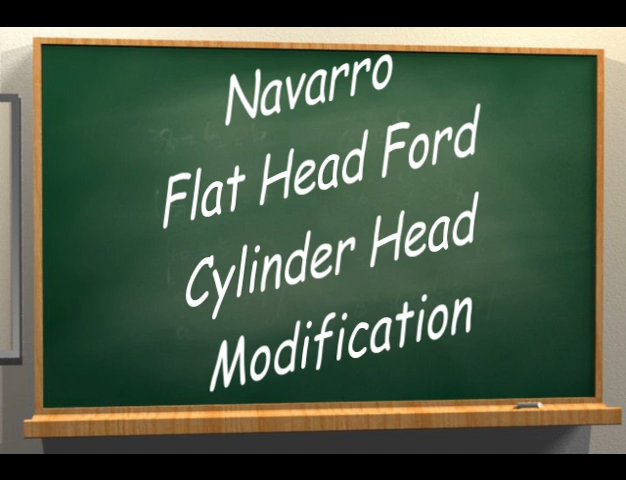 Navarro
Flat Head Ford
Cylinder Head
Modification